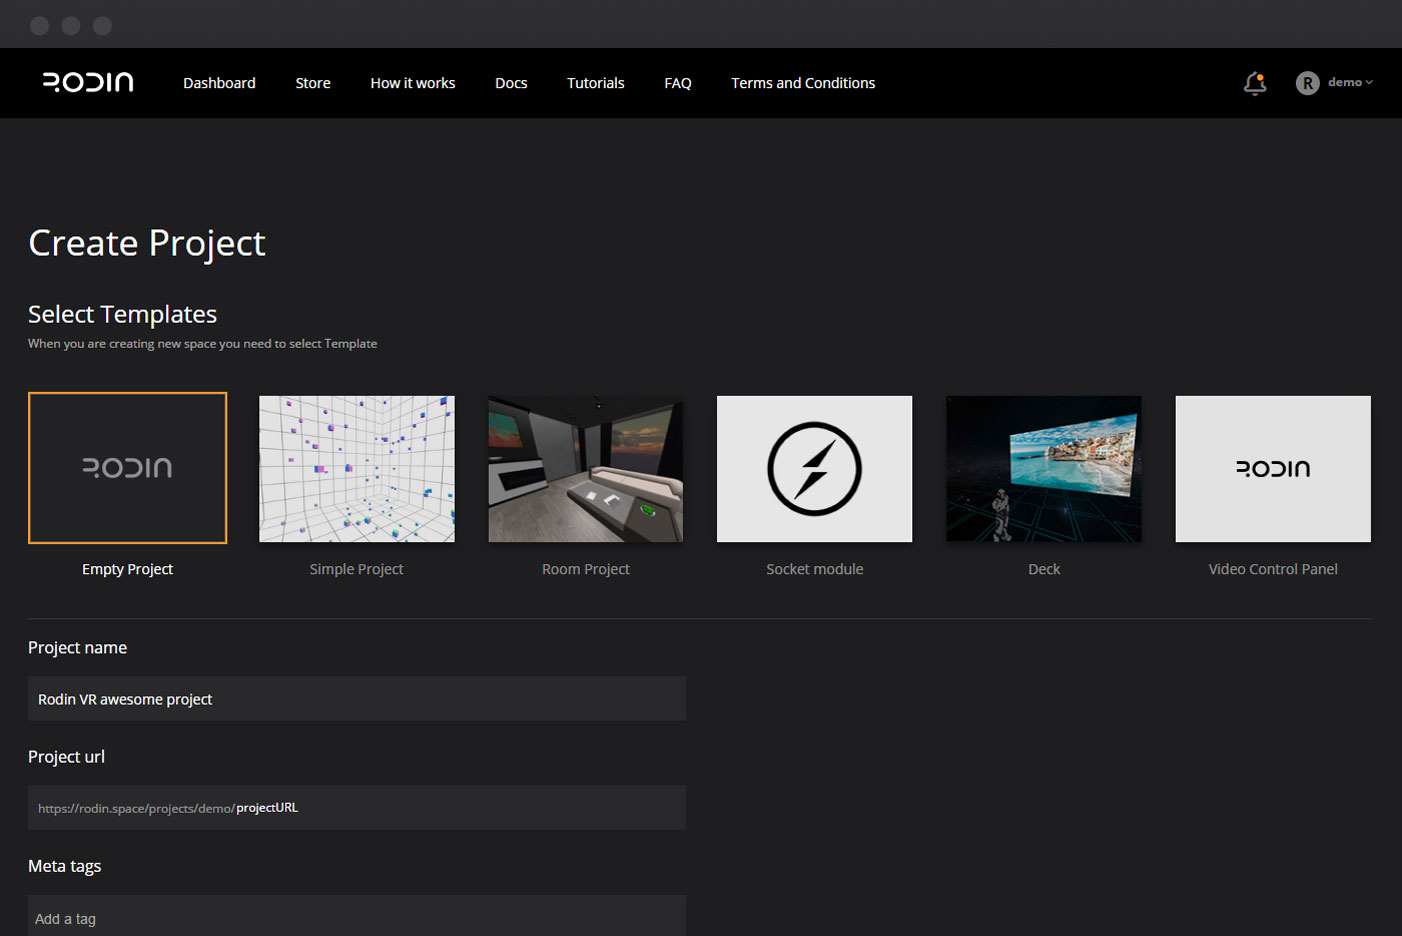 RODIN Dashboard Store How it works Docs Tutorials FAQ Terms and Conditions R demo
Create Project
Select Templates
When you are creating new space you need to select Template
RODIN RODIN
Empty Project Simple Project Room Project Socket module Deck Video Control Panel
Project name
Rodin VR awesome project
Project url
https://rodin.space/projects/demo/projectURL
Meta tags
Add a tag